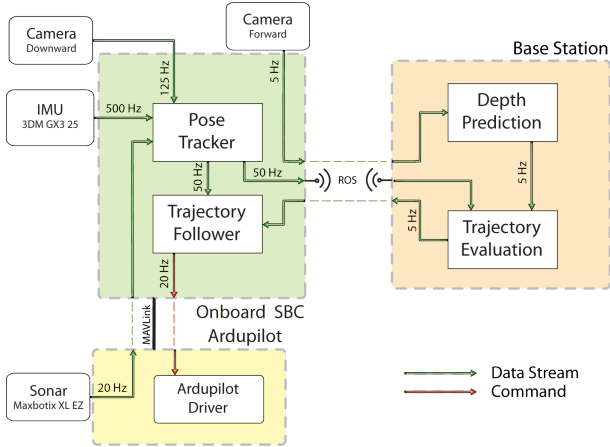 Camera
Downward
Camera
Forward
Base Station
125 Hz
5 Hz
IMU
3DM GX3 25
500 Hz
Pose
Tracker
Depth
Prediction
50 Hz
50 Hz
ROS
5 Hz
Trajectory
Follower
5 Hz
Trajectory
Evaluation
20 Hz
Onboard SBC
MAVLink
Ardupilot
Sonar
Maxbotix XL EZ
20 Hz
Ardupilot
Driver
Data Stream
Command